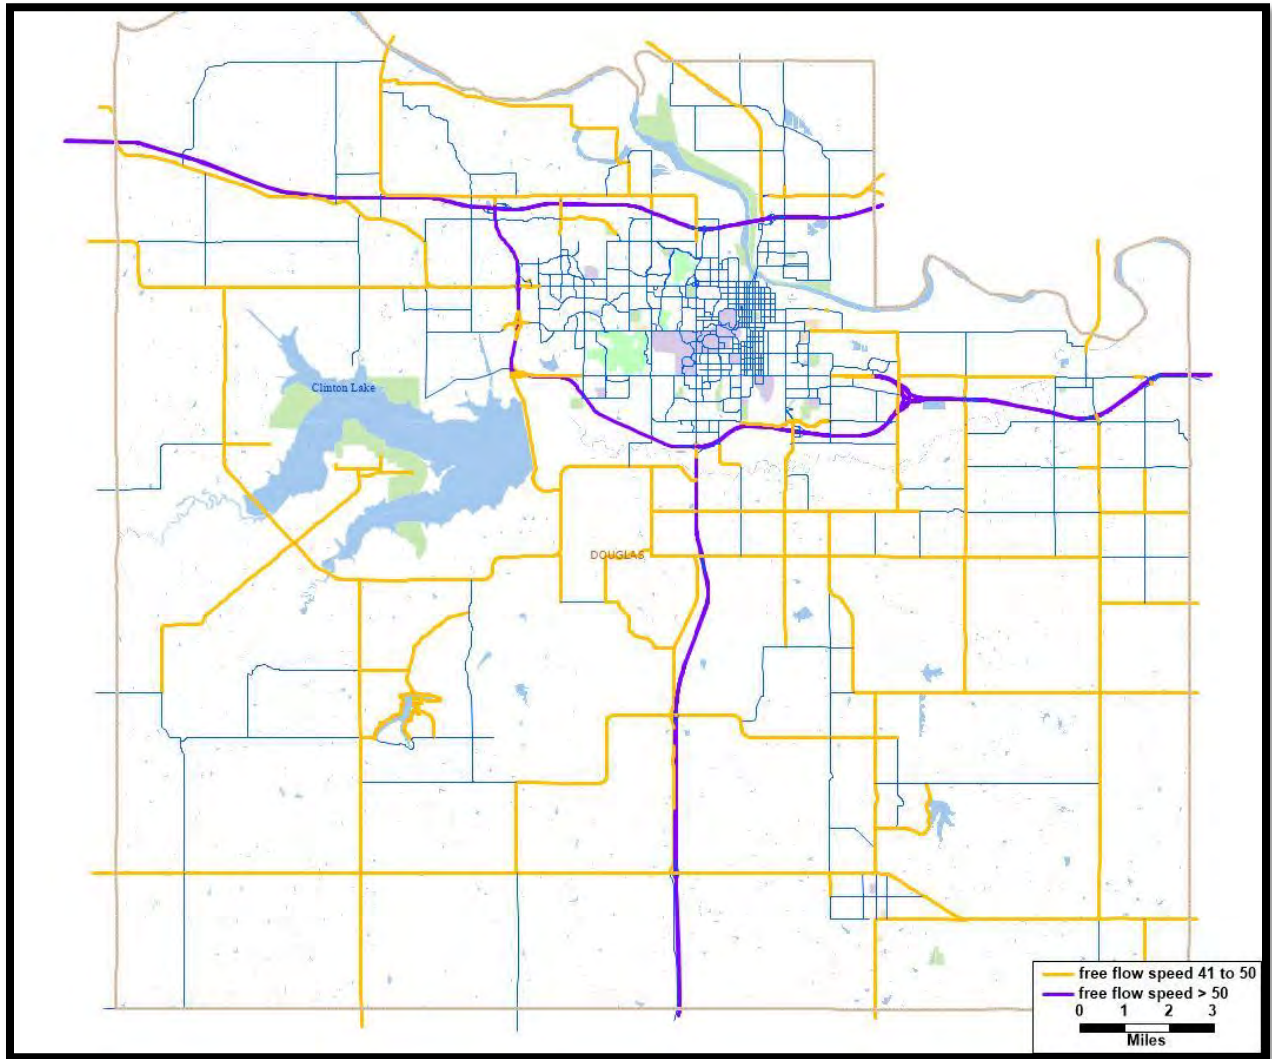 Clinton Lake
DOUGLAS
free flow speed 41 to 50
free flow speed > 50
0 1 2 3
Miles